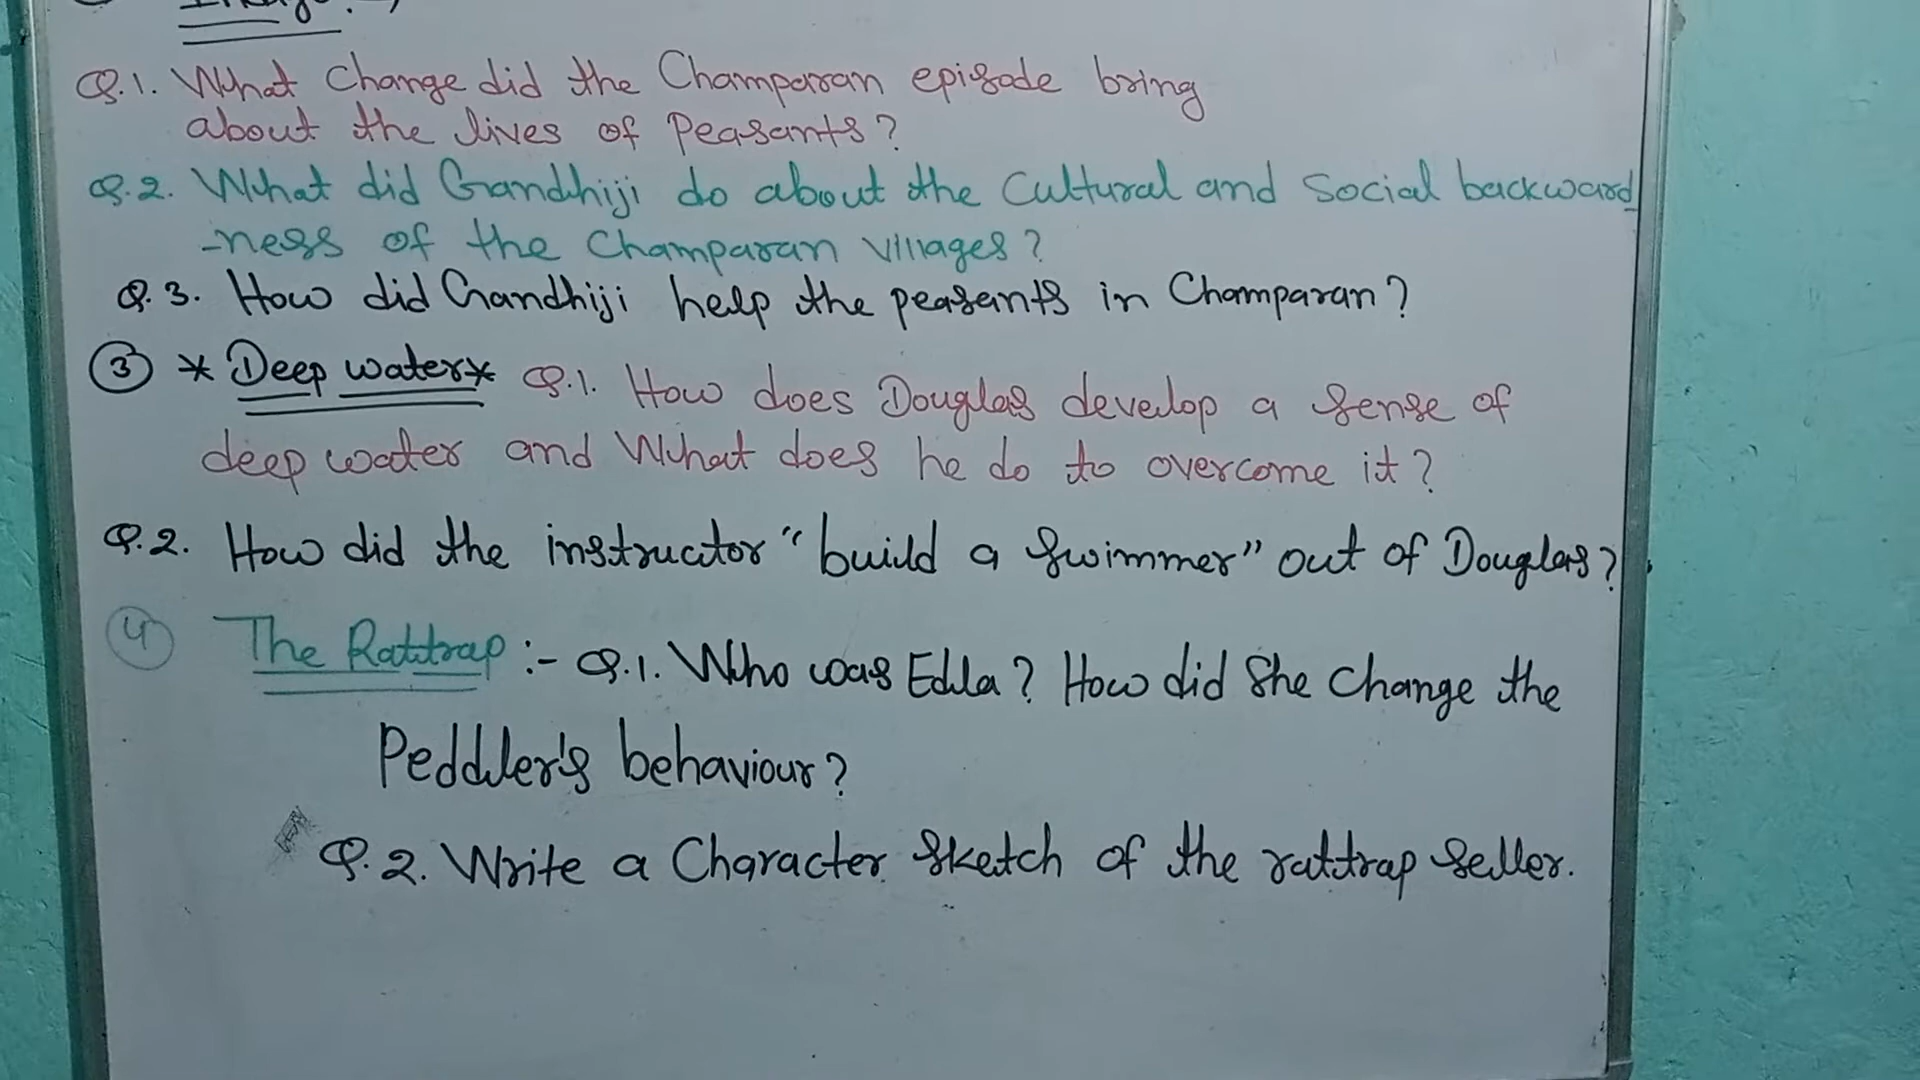 Q.1. What Change did the Champaran episode bring
about the lives of Peasants?
Q.2. What did Gandhiji do about the Cultural and Social backward
-ness of the Champaran villages?
Q.3. How did Gandhiji help the peasants in Champaran?
③ * Deep water * Q.1. How does Douglas develop a sense of
deep water and What does he do to overcome it?
Q.2. How did the instructor "build a swimmer" out of Douglas?
④ The Rattrap :- Q.1. Who was Edla? How did She Change the
Peddler's behaviour?
Q.2. Write a Character Sketch of the rattrap seller.